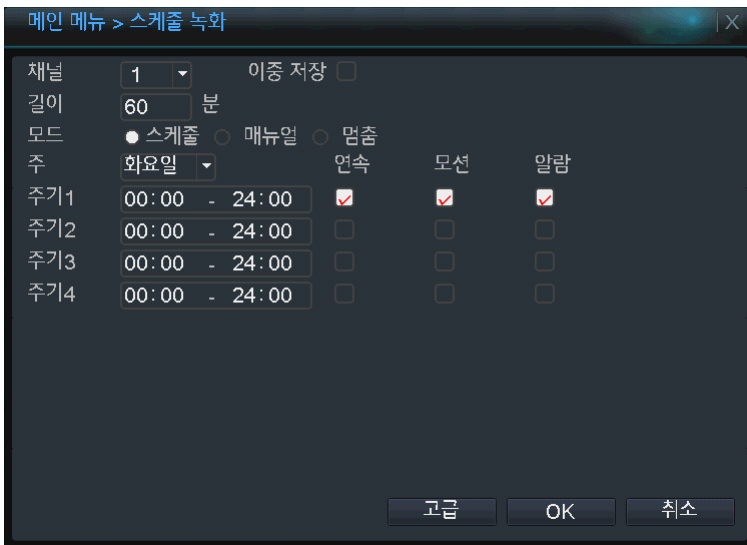 메인 메뉴 > 스케줄 녹화 X
채널 1 이중 저장
길이 60 분
모드 스케줄 매뉴얼 멈춤
주 화요일 연속 모션 알람
주기1 00:00 - 24:00
주기2 00:00 - 24:00
주기3 00:00 - 24:00
주기4 00:00 - 24:00
고급 OK 취소